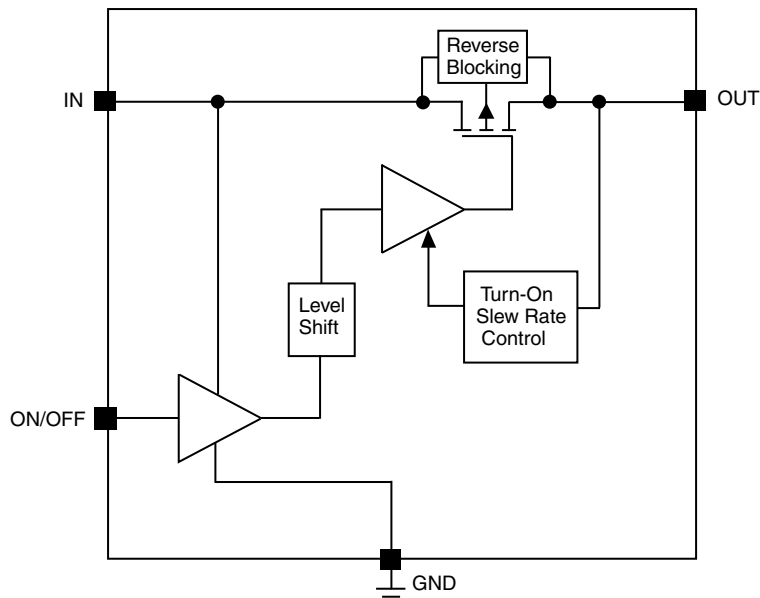 Reverse
Blocking
IN
OUT
Level
Shift
Turn-On
Slew Rate
Control
ON/OFF
GND